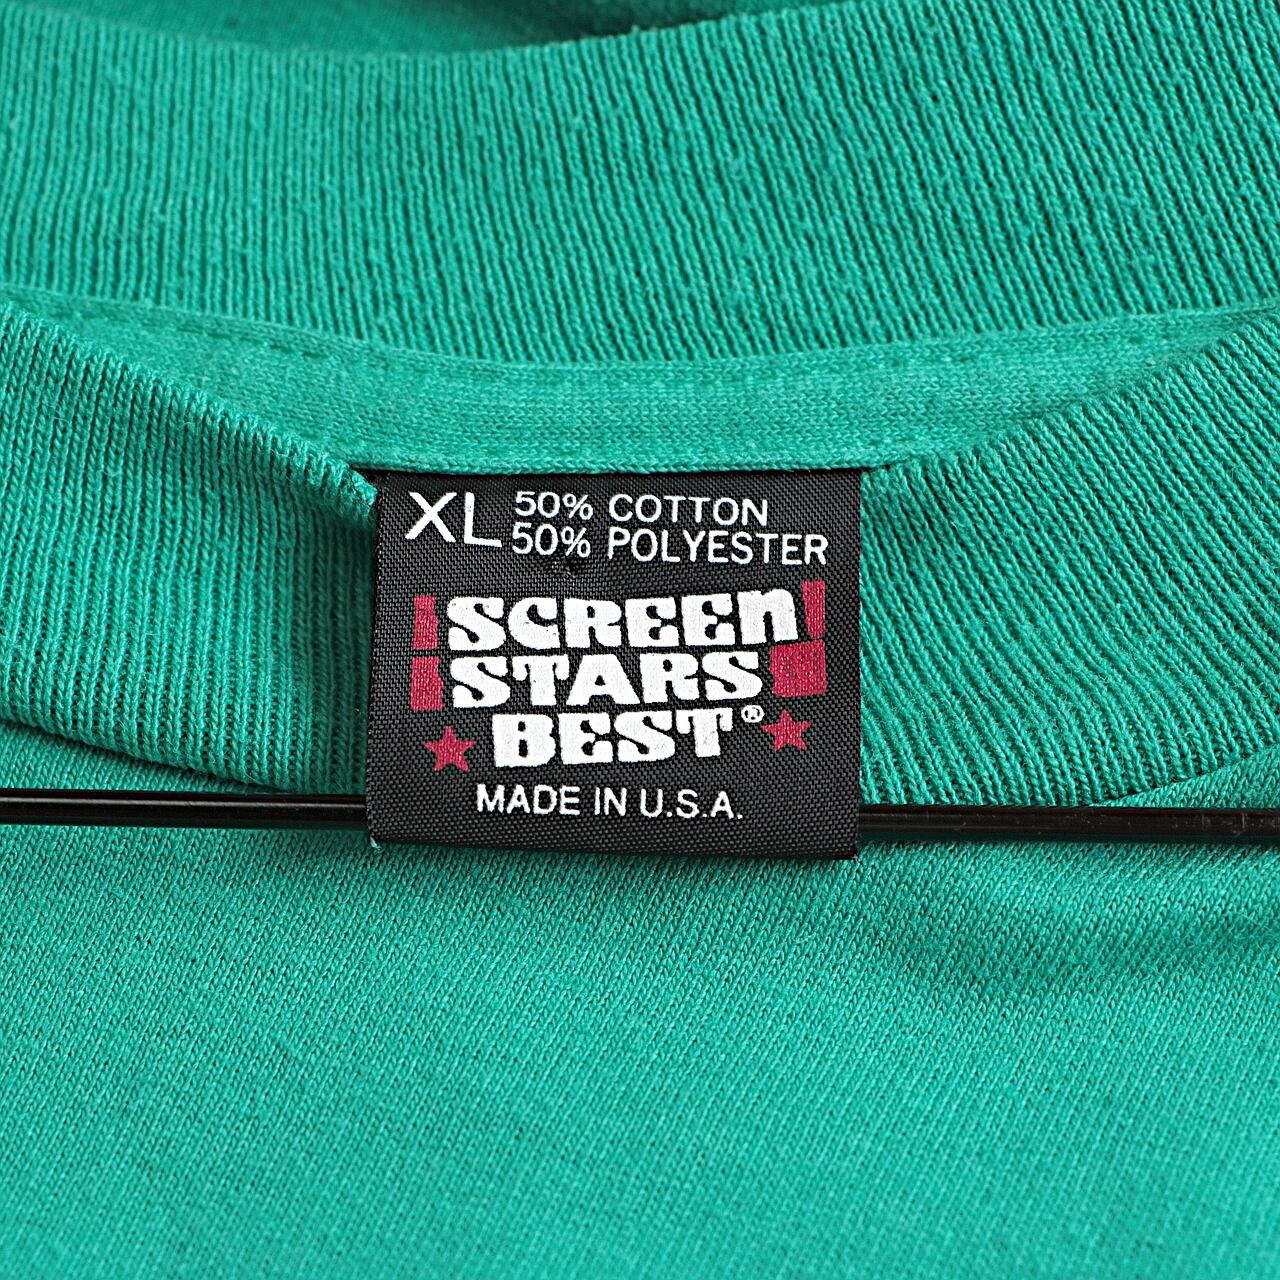 XL 50% COTTON
50% POLYESTER
SCREEN
STARS
BEST®
MADE IN U.S.A.